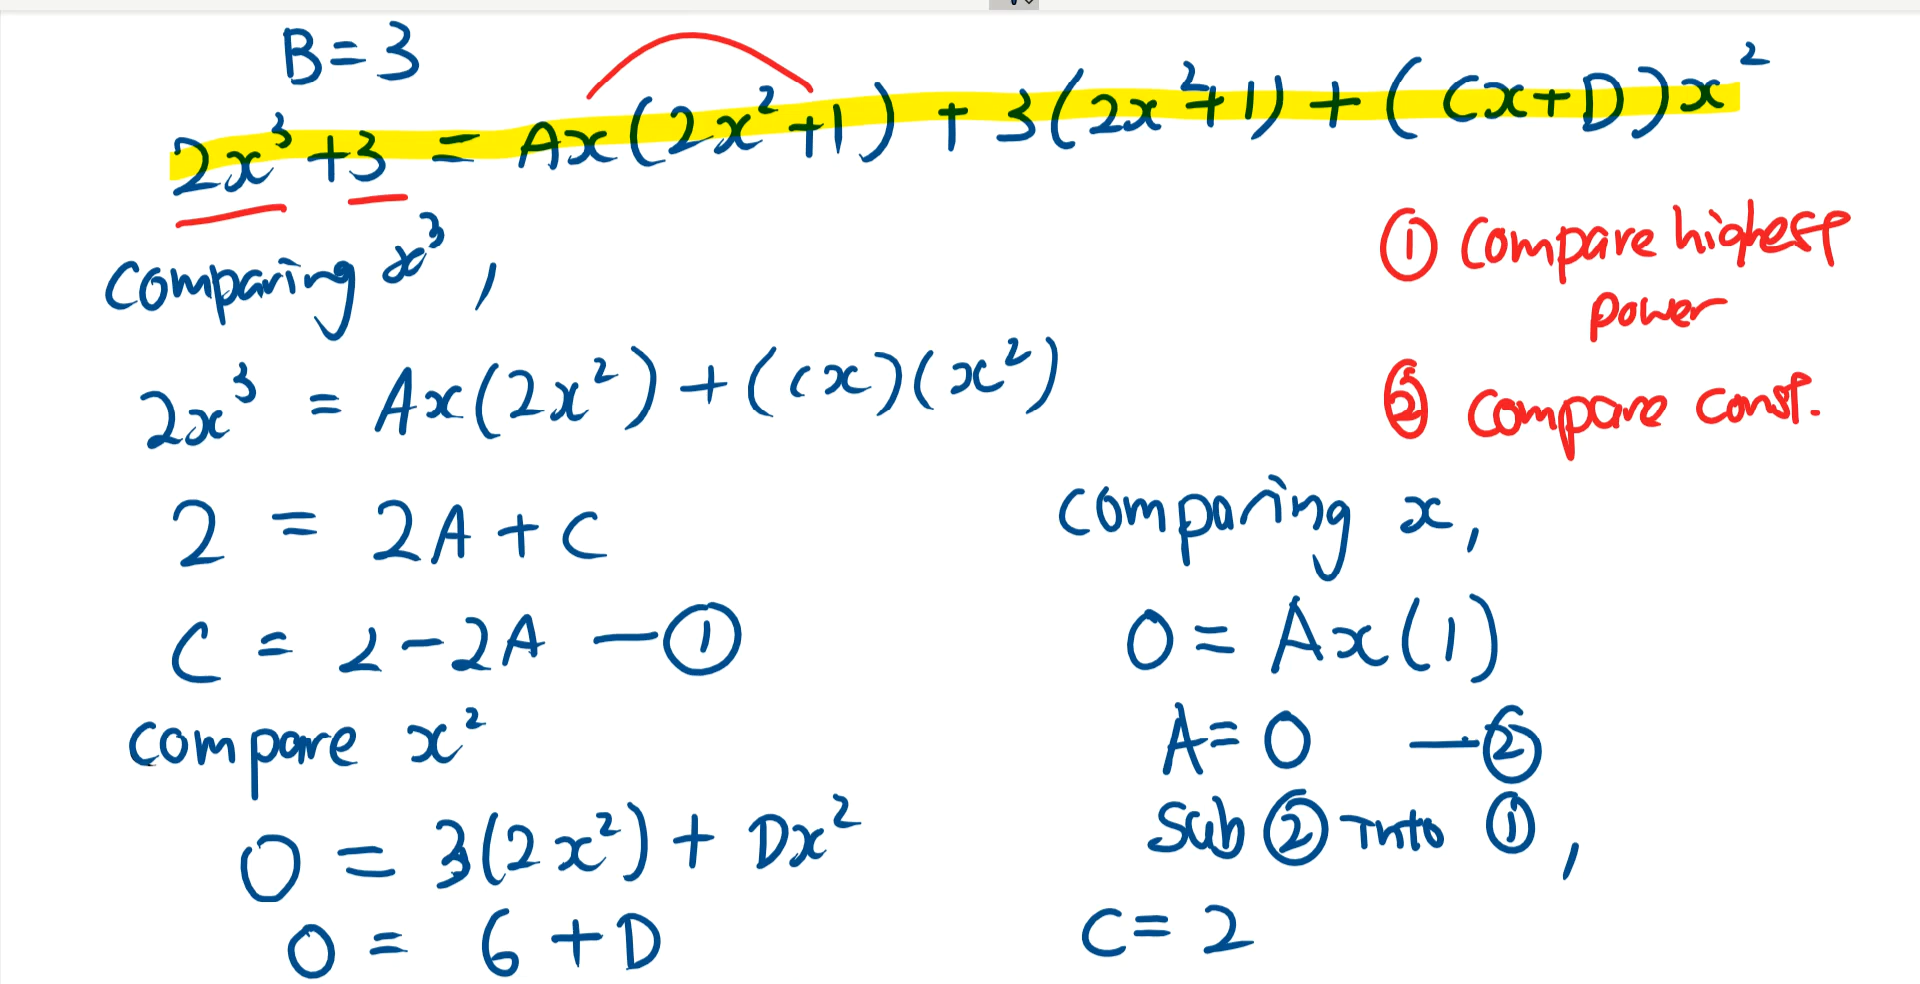 B = 3
2x³ + 3 = Ax(2x² + 1) + 3(2x² + 1) + (Cx + D)x²
① Compare highest
power
② Compare const.
Comparing x³,
2x³ = Ax(2x²) + (Cx)(x²)
2 = 2A + C
C = 2 - 2A —①
Compare x²
0 = 3(2x²) + Dx²
0 = 6 + D
Comparing x,
0 = Ax(1)
A = 0 —②
Sub ② into ①,
C = 2